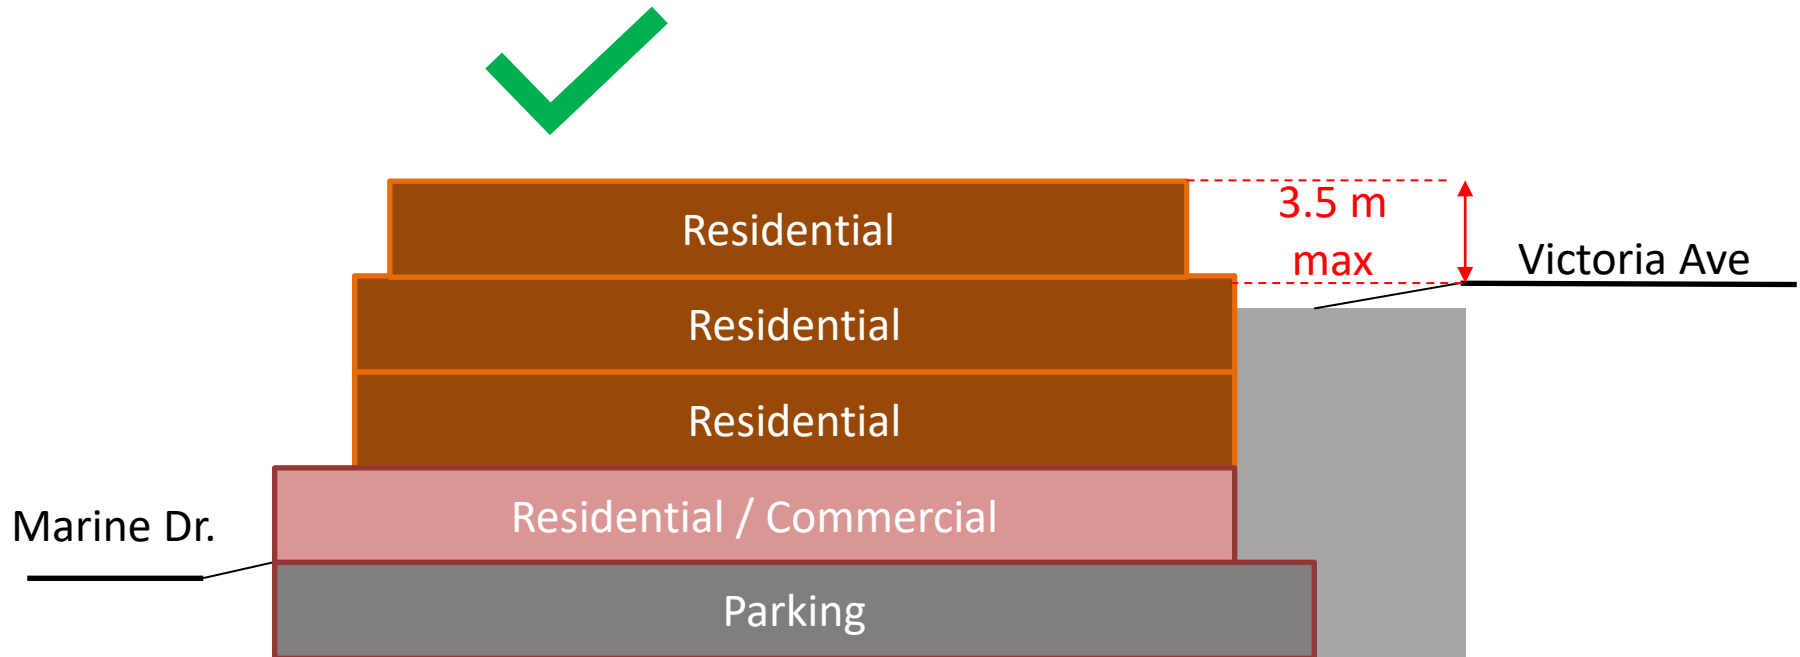 Residential
3.5 m
max
Victoria Ave
Residential
Residential
Marine Dr.
Residential / Commercial
Parking